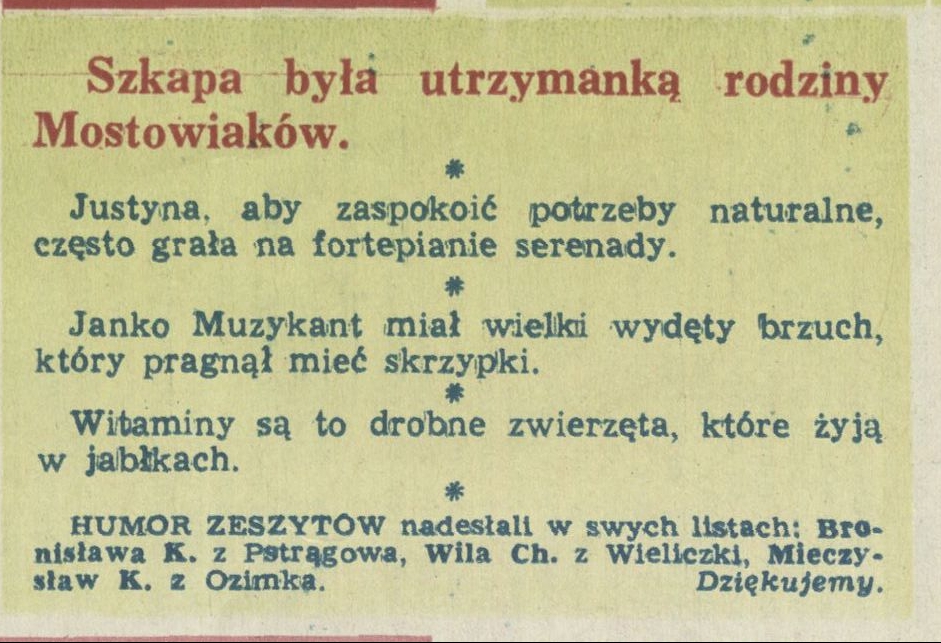 Szkapa była utrzymanką rodziny
Mostowiaków.
*
Justyna, aby zaspokoić potrzeby naturalne,
często grała na fortepianie serenady.
*
Janko Muzykant miał wielki wydęty brzuch,
który pragnął mieć skrzypki.
*
Witaminy są to drobne zwierzęta, które żyją
w jabłkach.
*
HUMOR ZESZYTÓW nadesłali w swych listach: Bro-
nisława K. z Pstrągowa, Wila Ch. z Wieliczki, Mieczy-
sław K. z Ozimka. Dziękujemy.